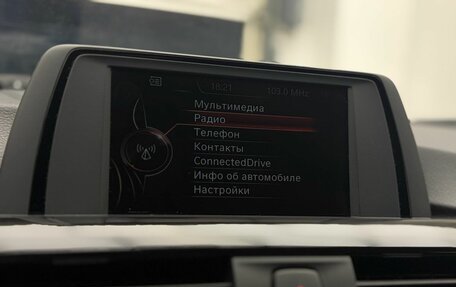 18:21 103.0 MHz
Мультимедиа
Радио
Телефон
Контакты
ConnectedDrive
Инфо об автомобиле
Настройки